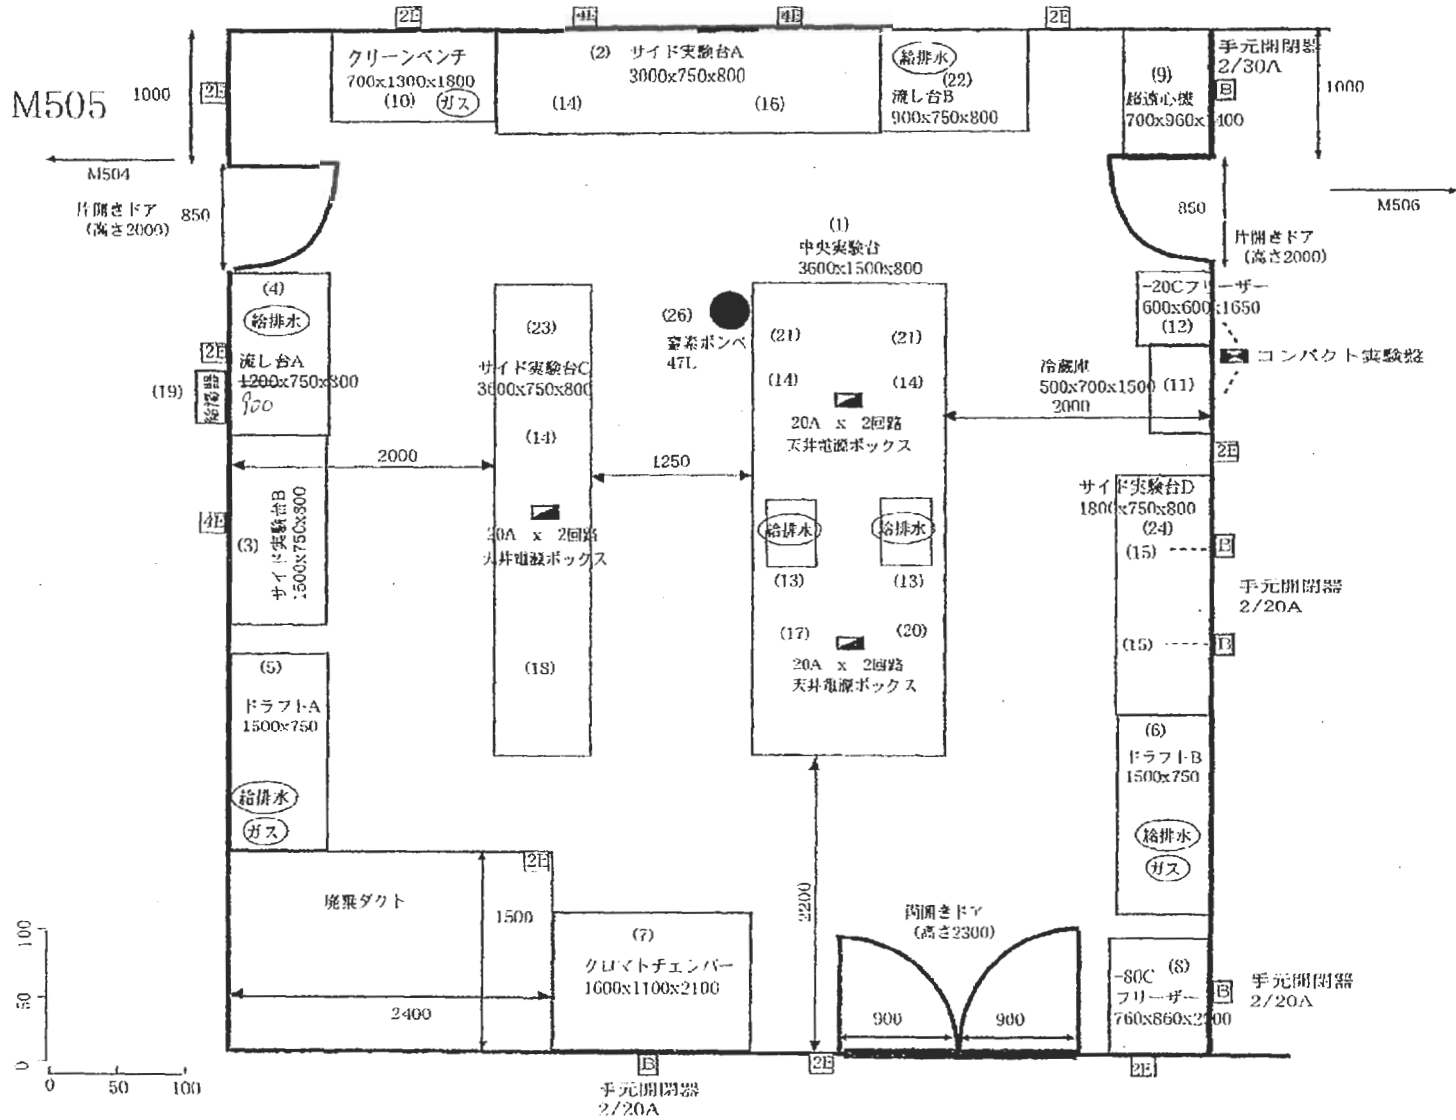 2E
4E
4E
2E
M505
1000
2E
クリーンベンチ
700x1300x1800
(10) ガス
(2) サイド実験台A
3000x750x800
(14)
(16)
給排水
(22)
流し台B
900x750x800
(9)
超遠心機
700x960x1400
手元開閉器
2/30A
B
1000
M504
片開きドア
(高さ2000)
850
850
M506
片開きドア
(高さ2000)
(1)
中央実験台
3600x1500x800
(4)
給排水
2E
流し台A
1200x750x800
900
(19)
給湯器
(23)
サイド実験台C
3600x750x800
(14)
(26)
窒素ボンベ
47L
(21)
(21)
(14)
(14)
20A x 2回路
天井電源ボックス
-20Cフリーザー
600x600x1650
(12)
コンパクト実験盤
冷蔵庫
500x700x1500
(11)
2000
2E
2000
1250
4E
(3)
サイド実験台B
1500x750x800
20A x 2回路
天井電源ボックス
給排水
給排水
(13)
(13)
(17)
(20)
20A x 2回路
天井電源ボックス
サイド実験台D
1800x750x800
(24)
(15)
B
手元開閉器
2/20A
(15)
B
(18)
(5)
ドラフトA
1500x750
給排水
ガス
(6)
ドラフトB
1500x750
給排水
ガス
2E
廃棄ダクト
1500
2400
(7)
クロマトチェンバー
1600x1100x2100
2200
両開きドア
(高さ2300)
900
900
-80C (8)
フリーザー
760x860x2000
B
手元開閉器
2/20A
100
50
0
0 50 100
B
2E
2E
手元開閉器
2/20A